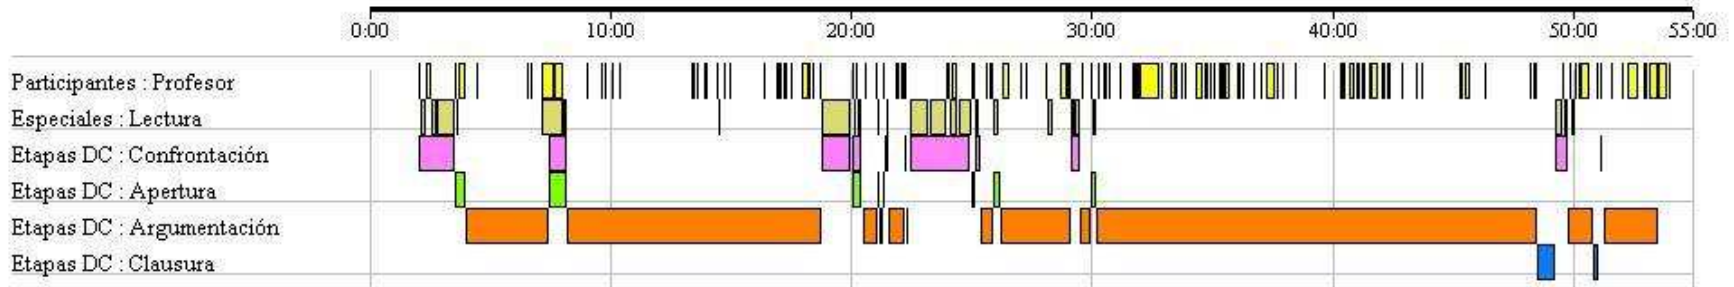 0:00 10:00 20:00 30:00 40:00 50:00 55:00
Participantes : Profesor
Especiales : Lectura
Etapas DC : Confrontación
Etapas DC : Apertura
Etapas DC : Argumentación
Etapas DC : Clausura